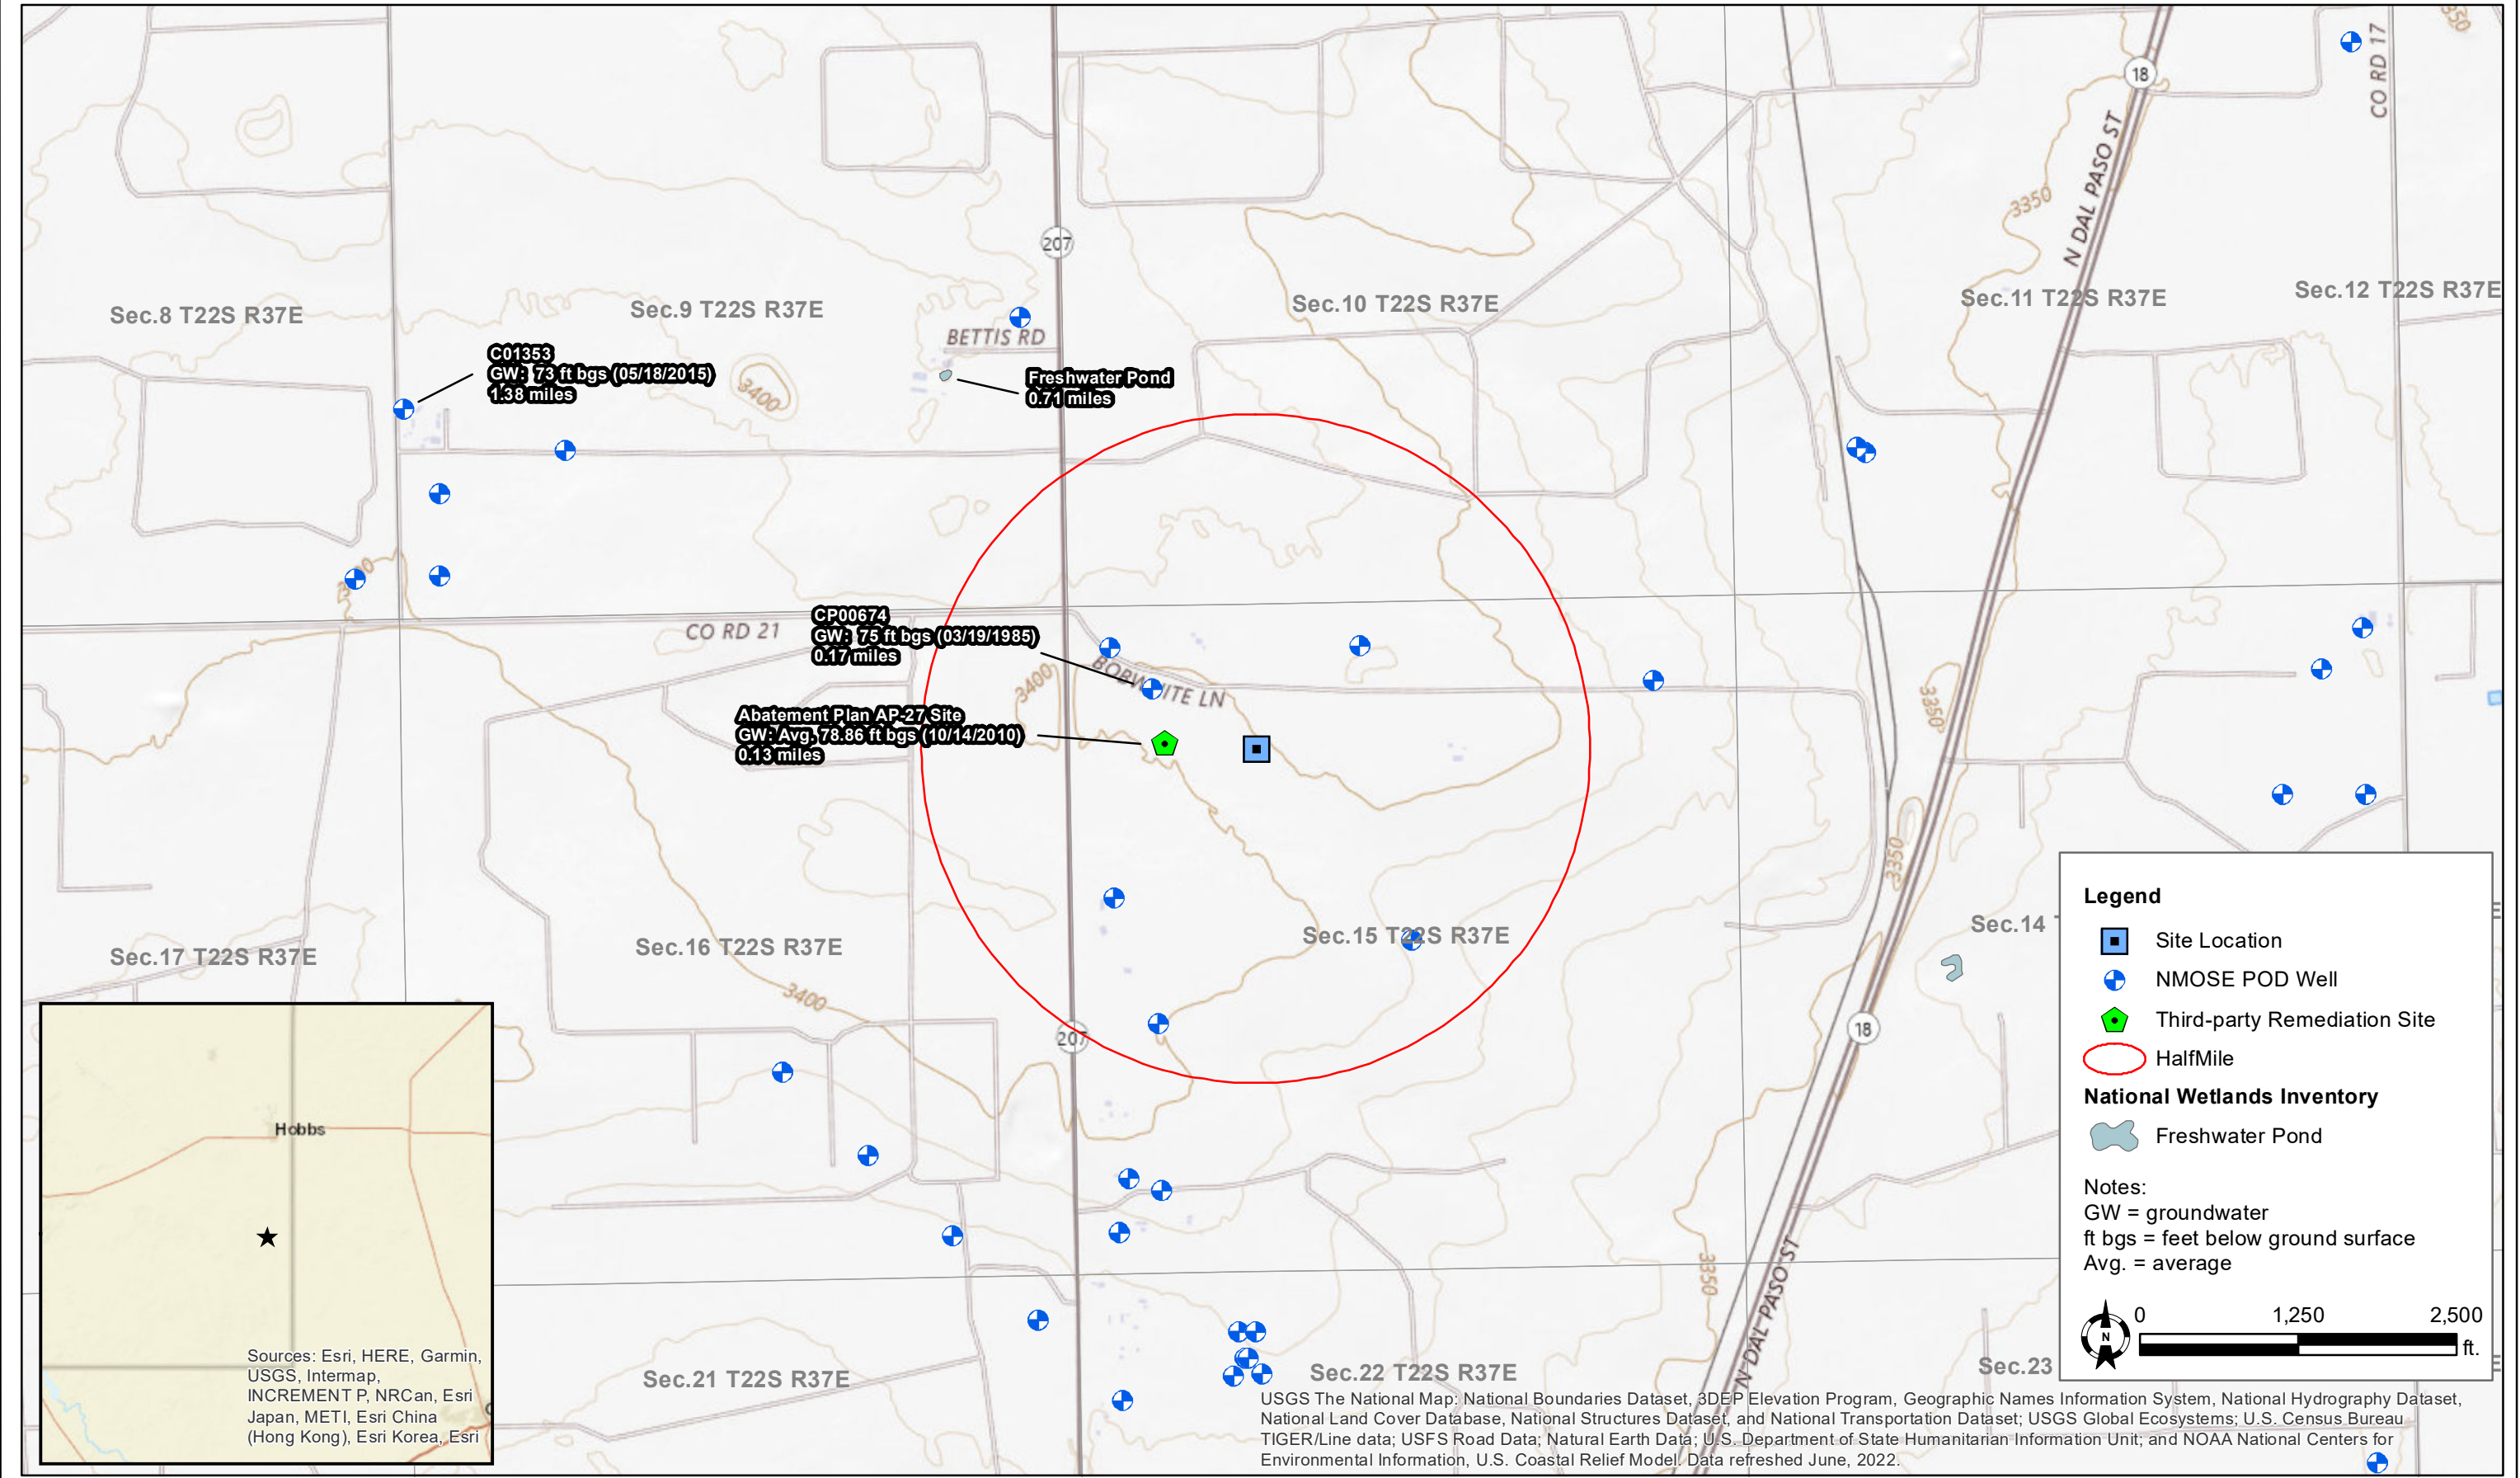 350
CO RD 17
18
N DAL PASO ST
3350
207
Sec.8 T22S R37E
Sec.9 T22S R37E
Sec.10 T22S R37E
Sec.11 T22S R37E
Sec.12 T22S R37E
BETTIS RD
C01353
GW: 73 ft bgs (05/18/2015)
1.38 miles
3400
Freshwater Pond
0.71 miles
CO RD 21
CP00674
GW: 75 ft bgs (03/19/1985)
0.17 miles
BOBWHITE LN
3400
3350
Abatement Plan AP-27 Site
GW: Avg. 78.86 ft bgs (10/14/2010)
0.13 miles
3350
Sec.17 T22S R37E
Sec.16 T22S R37E
Sec.15 T22S R37E
Sec.14
3400
207
18
3350
N DAL PASO ST
Sec.21 T22S R37E
Sec.22 T22S R37E
Sec.23
Legend
Site Location
NMOSE POD Well
Third-party Remediation Site
HalfMile
National Wetlands Inventory
Freshwater Pond
Notes:
GW = groundwater
ft bgs = feet below ground surface
Avg. = average
N
0 1,250 2,500
ft.
Hobbs
Sources: Esri, HERE, Garmin,
USGS, Intermap,
INCREMENT P, NRCan, Esri
Japan, METI, Esri China
(Hong Kong), Esri Korea, Esri
USGS The National Map: National Boundaries Dataset, 3DEP Elevation Program, Geographic Names Information System, National Hydrography Dataset,
National Land Cover Database, National Structures Dataset, and National Transportation Dataset; USGS Global Ecosystems; U.S. Census Bureau
TIGER/Line data; USFS Road Data; Natural Earth Data; U.S. Department of State Humanitarian Information Unit; and NOAA National Centers for
Environmental Information, U.S. Coastal Relief Model. Data refreshed June, 2022.